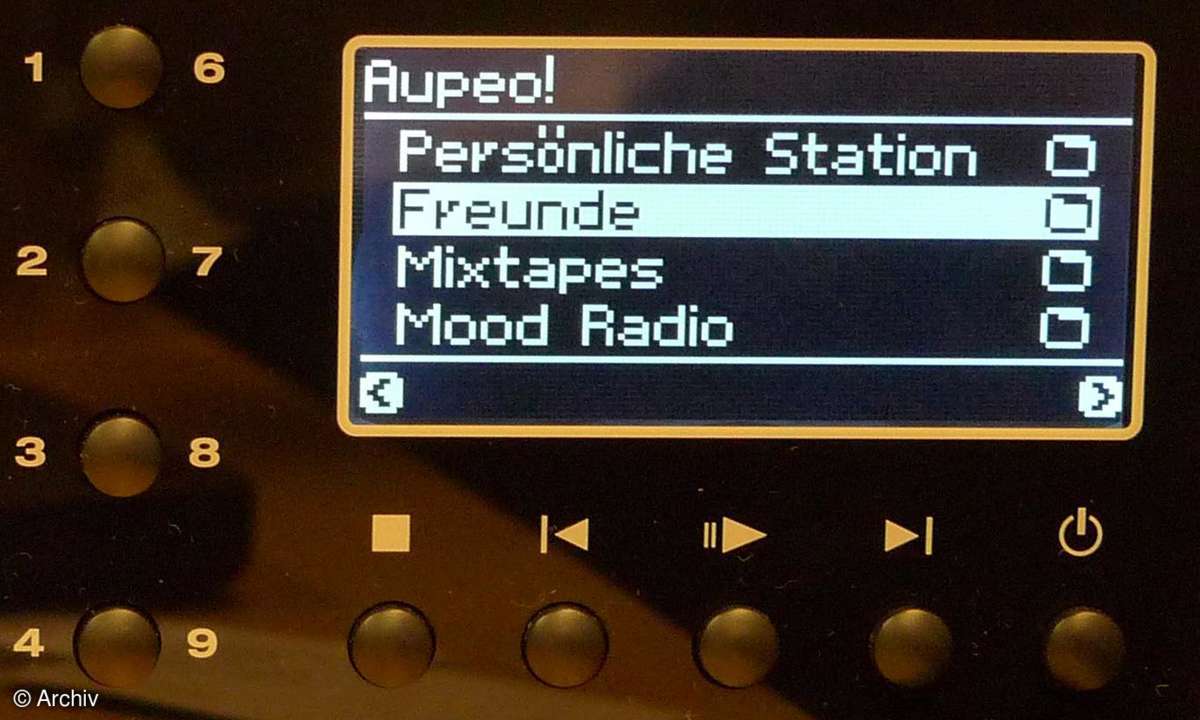 Aupeo!
Persönliche Station
Freunde
Mixtapes
Mood Radio
1 6
2 7
3 8
4 9
© Archiv